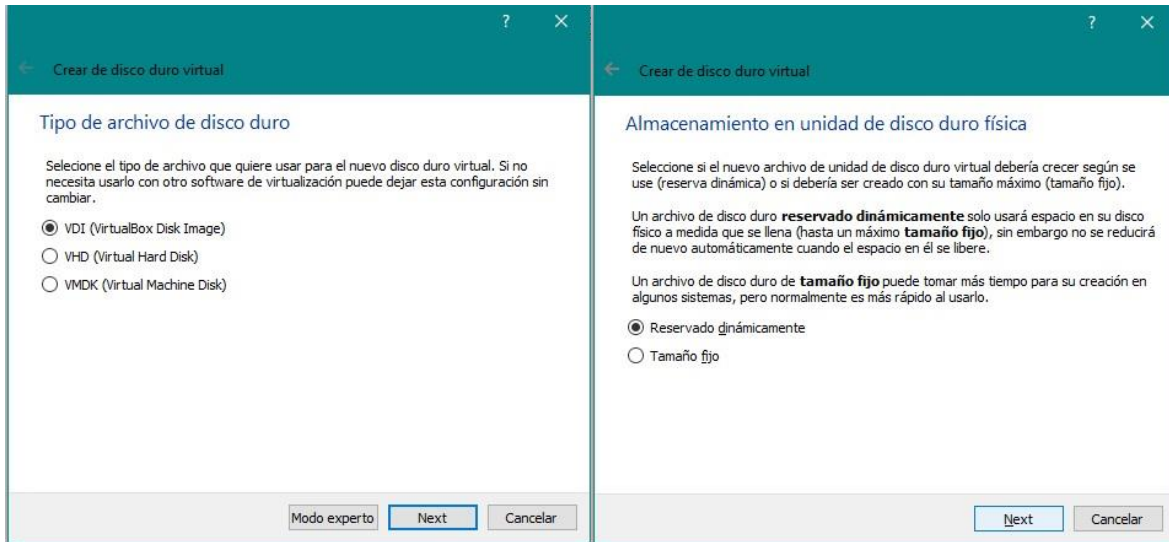 ?
Crear de disco duro virtual
Tipo de archivo de disco duro
Selecione el tipo de archivo que quiere usar para el nuevo disco duro virtual. Si no
necesita usarlo con otro software de virtualización puede dejar esta configuración sin
cambiar.
VDI (VirtualBox Disk Image)
VHD (Virtual Hard Disk)
VMDK (Virtual Machine Disk)
Modo experto Next Cancelar
?
Crear de disco duro virtual
Almacenamiento en unidad de disco duro física
Seleccione si el nuevo archivo de unidad de disco duro virtual debería crecer según se
use (reserva dinámica) o si debería ser creado con su tamaño máximo (tamaño fijo).
Un archivo de disco duro reservado dinámicamente solo usará espacio en su disco
físico a medida que se llena (hasta un máximo tamaño fijo), sin embargo no se reducirá
de nuevo automáticamente cuando el espacio en él se libere.
Un archivo de disco duro de tamaño fijo puede tomar más tiempo para su creación en
algunos sistemas, pero normalmente es más rápido al usarlo.
Reservado dinámicamente
Tamaño fijo
Next Cancelar